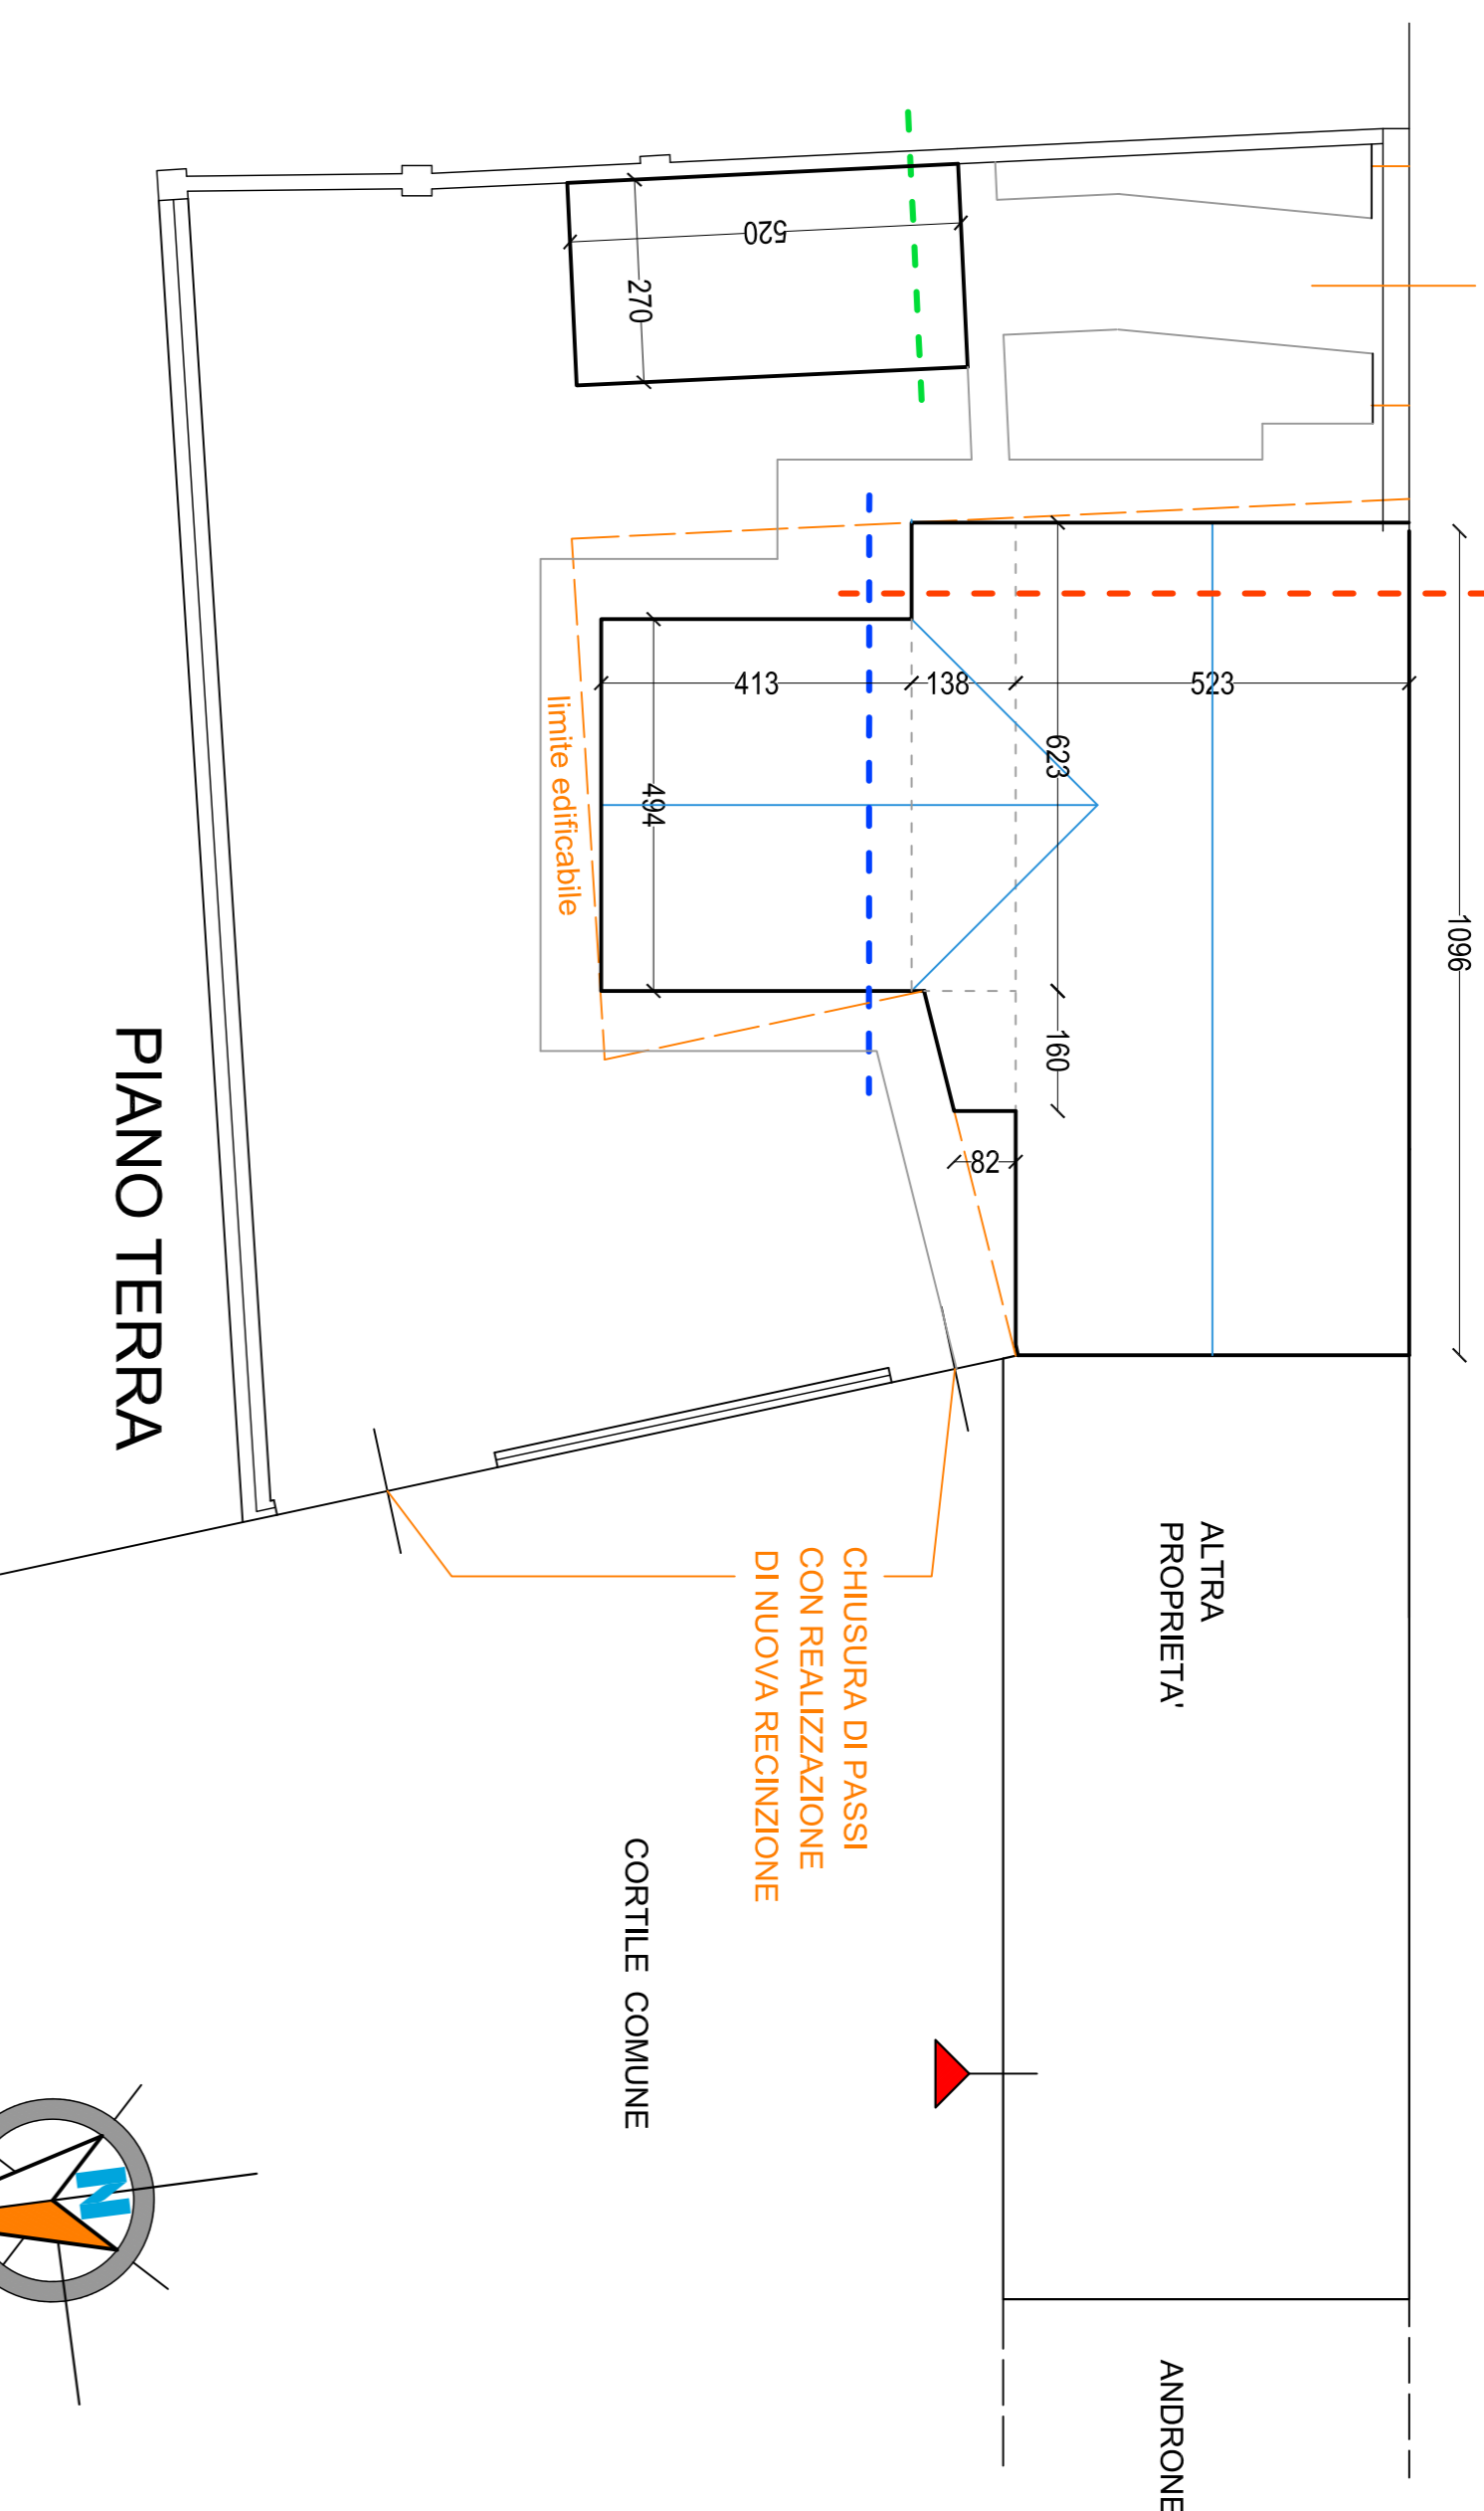 520
270
413
138
523
623
494
limite edificabile
1096
160
82
PIANO TERRA
ALTRA
PROPRIETA'
CHIUSURA DI PASSI
CON REALIZZAZIONE
DI NUOVA RECINZIONE
CORTILE COMUNE
N
ANDRONE